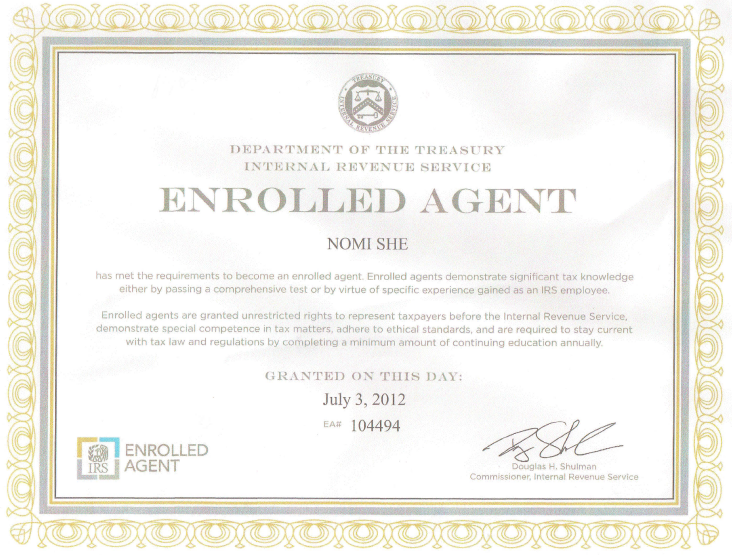 TREASURY
INTERNAL REVENUE SERVICE
DEPARTMENT OF THE TREASURY
INTERNAL REVENUE SERVICE
ENROLLED AGENT
NOMI SHE
has met the requirements to become an enrolled agent. Enrolled agents demonstrate significant tax knowledge
either by passing a comprehensive test or by virtue of specific experience gained as an IRS employee.
Enrolled agents are granted unrestricted rights to represent taxpayers before the Internal Revenue Service,
demonstrate special competence in tax matters, adhere to ethical standards, and are required to stay current
with tax law and regulations by completing a minimum amount of continuing education annually.
GRANTED ON THIS DAY:
July 3, 2012
EA# 104494
IRS
ENROLLED
AGENT
Douglas H. Shulman
Commissioner, Internal Revenue Service